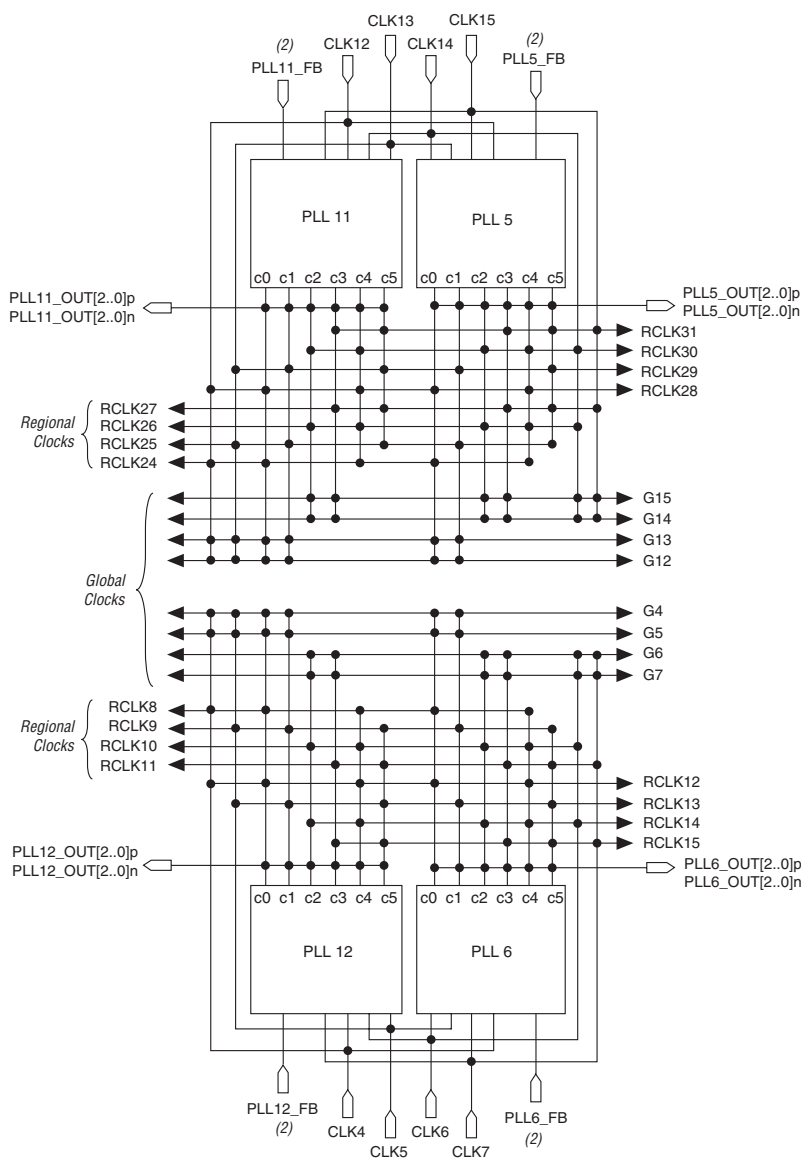 CLK13
CLK15
(2)
CLK12
CLK14
(2)
PLL11_FB
PLL5_FB
PLL 11
PLL 5
c0 c1 c2 c3 c4 c5
c0 c1 c2 c3 c4 c5
PLL11_OUT[2..0]p
PLL11_OUT[2..0]n
PLL5_OUT[2..0]p
PLL5_OUT[2..0]n
RCLK31
RCLK30
RCLK29
RCLK28
Regional
Clocks
RCLK27
RCLK26
RCLK25
RCLK24
G15
G14
G13
G12
Global
Clocks
G4
G5
G6
G7
Regional
Clocks
RCLK8
RCLK9
RCLK10
RCLK11
RCLK12
RCLK13
RCLK14
RCLK15
PLL12_OUT[2..0]p
PLL12_OUT[2..0]n
PLL6_OUT[2..0]p
PLL6_OUT[2..0]n
c0 c1 c2 c3 c4 c5
c0 c1 c2 c3 c4 c5
PLL 12
PLL 6
PLL12_FB
(2)
CLK4
CLK5
CLK6
CLK7
PLL6_FB
(2)